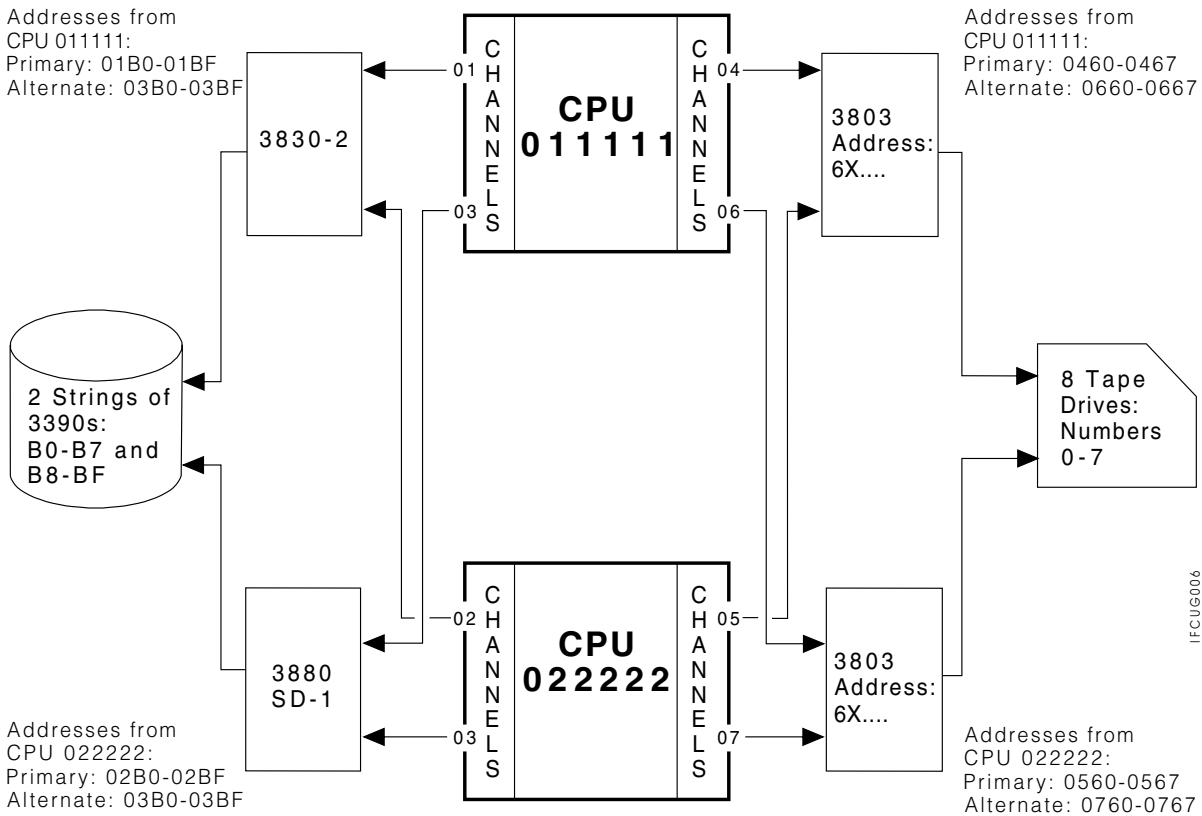 Addresses from
CPU 011111:
Primary: 01B0-01BF
Alternate: 03B0-03BF
3830-2
01
03
CHANNELS
CPU
011111
CHANNELS
04
06
3803
Address:
6X....
Addresses from
CPU 011111:
Primary: 0460-0467
Alternate: 0660-0667
2 Strings of
3390s:
B0-B7 and
B8-BF
8 Tape
Drives:
Numbers
0-7
Addresses from
CPU 022222:
Primary: 02B0-02BF
Alternate: 03B0-03BF
3880
SD-1
02
03
CHANNELS
CPU
022222
CHANNELS
05
07
3803
Address:
6X....
Addresses from
CPU 022222:
Primary: 0560-0567
Alternate: 0760-0767
IFCUG006